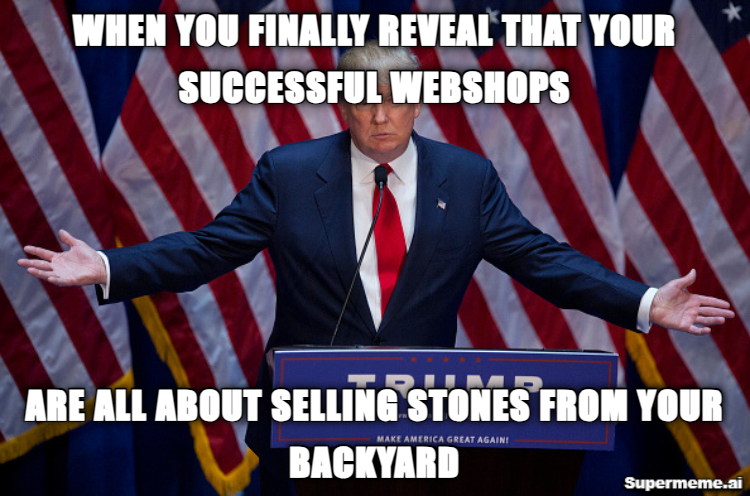 WHEN YOU FINALLY REVEAL THAT YOUR
SUCCESSFUL WEBSHOPS
TRUMP
ARE ALL ABOUT SELLING STONES FROM YOUR
MAKE AMERICA GREAT AGAIN!
BACKYARD
Supermeme.ai